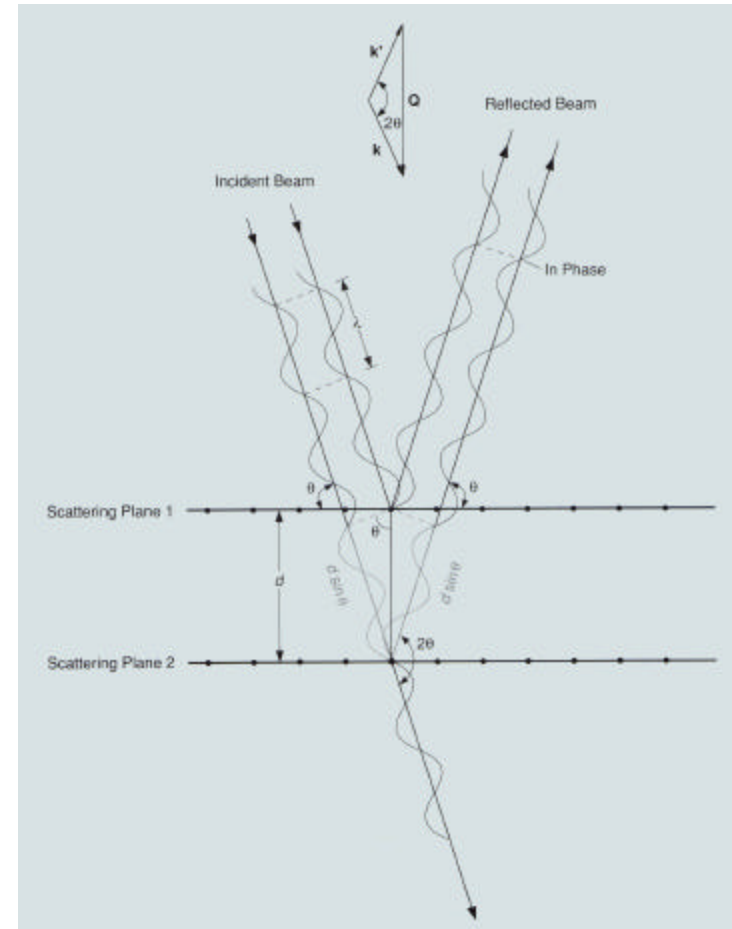 k'
Q
2θ
k
Reflected Beam
Incident Beam
In Phase
λ
θ
θ
Scattering Plane 1
θ
d
d sin θ
d sin θ
2θ
Scattering Plane 2